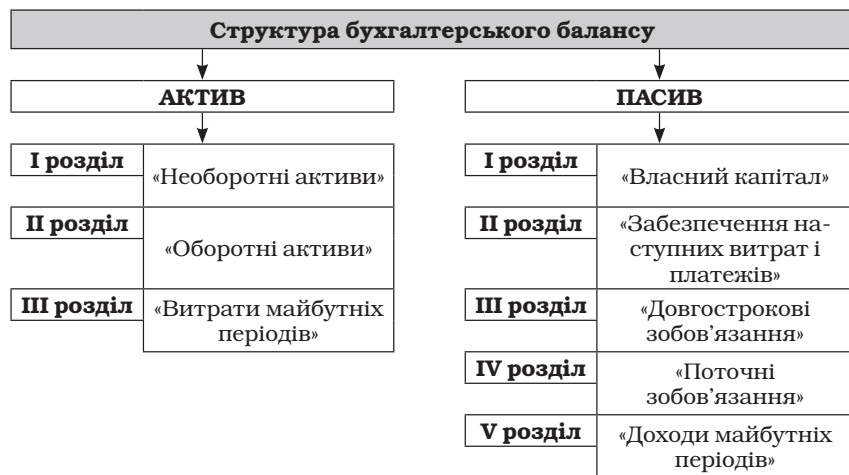 Структура бухгалтерського балансу
АКТИВ
I розділ
«Необоротні активи»
II розділ
«Оборотні активи»
III розділ
«Витрати майбутніх
періодів»
ПАСИВ
I розділ
«Власний капітал»
II розділ
«Забезпечення на-
ступних витрат і
платежів»
III розділ
«Довгострокові
зобов’язання»
IV розділ
«Поточні
зобов’язання»
V розділ
«Доходи майбутніх
періодів»